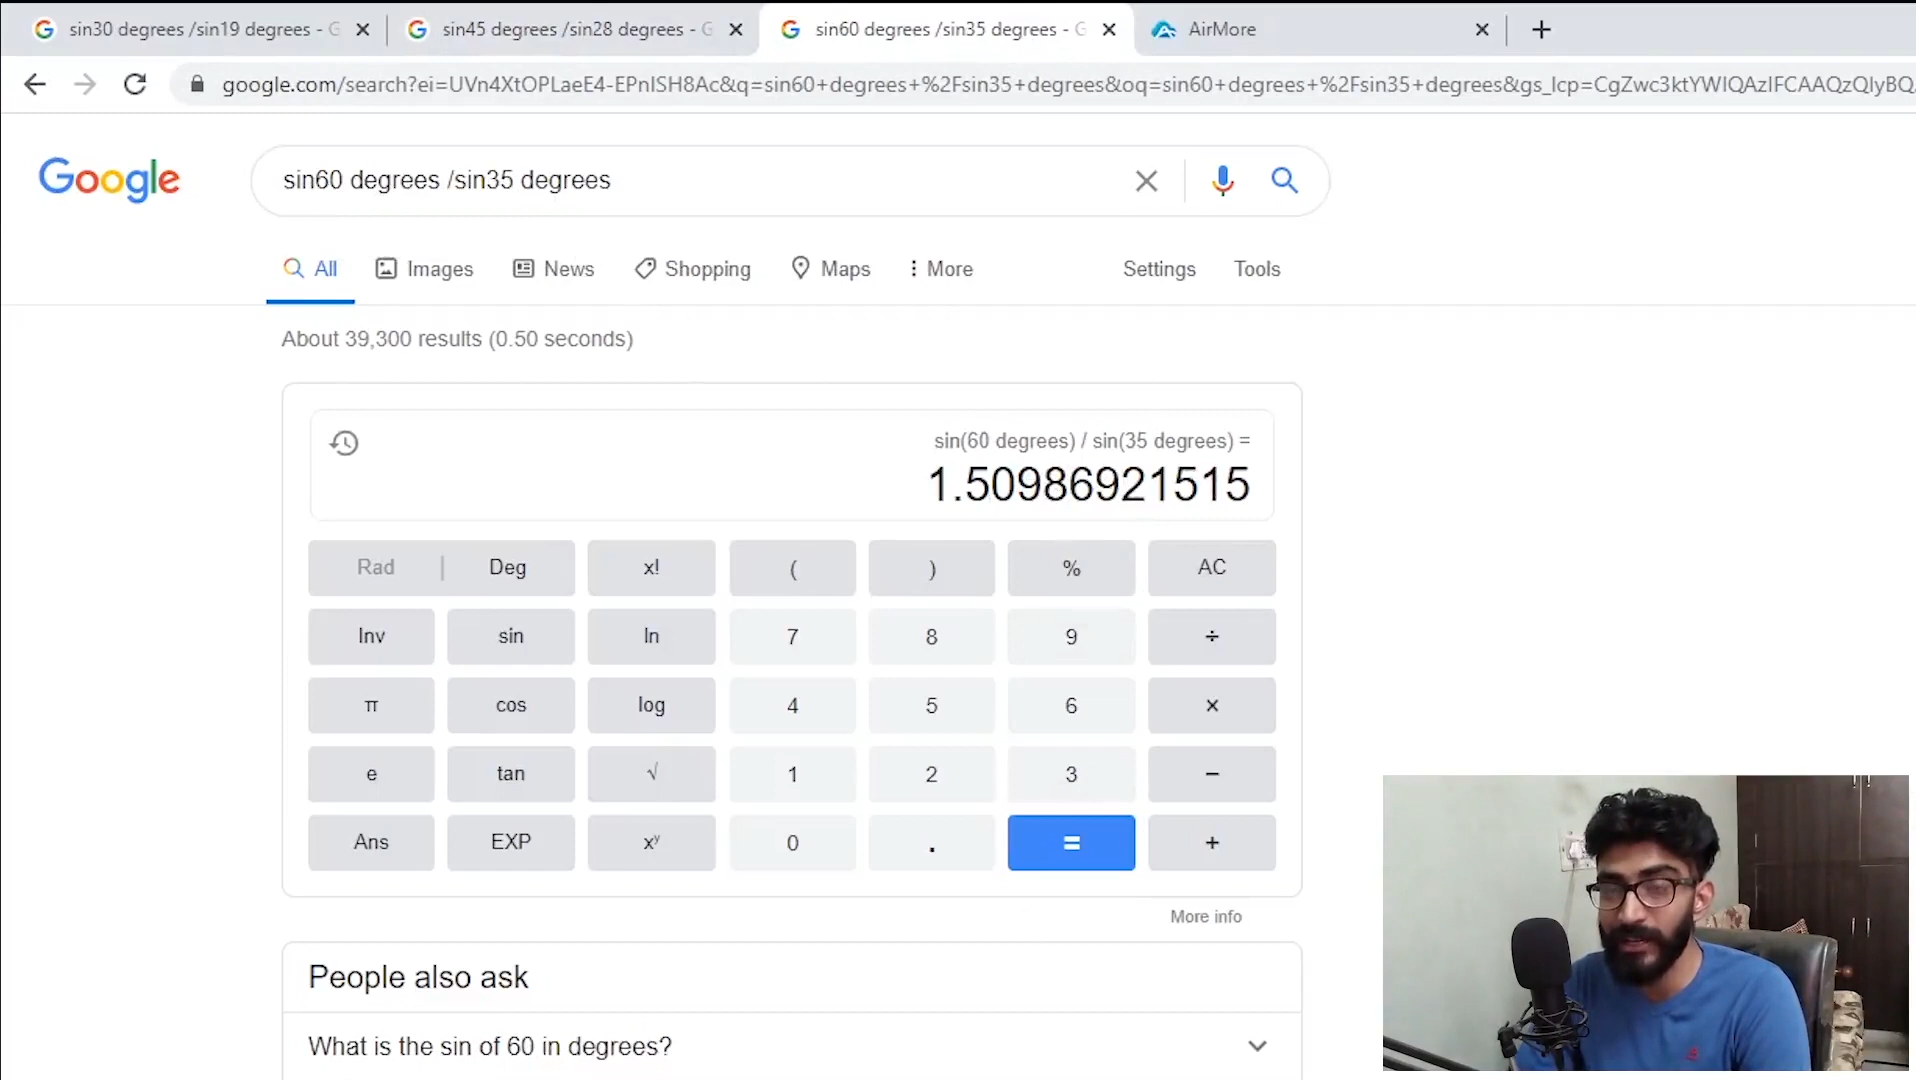 sin30 degrees /sin19 degrees - G
sin45 degrees /sin28 degrees - G
sin60 degrees /sin35 degrees - G
AirMore
google.com/search?ei=UVn4XtOPLaeE4-EPnISH8Ac&q=sin60+degrees+%2Fsin35+degrees&oq=sin60+degrees+%2Fsin35+degrees&gs_lcp=CgZwc3ktYWIQAzIFCAAQzQIyBQ
Google
sin60 degrees /sin35 degrees
All
Images
News
Shopping
Maps
More
Settings
Tools
About 39,300 results (0.50 seconds)
sin(60 degrees) / sin(35 degrees) =
1.50986921515
Rad | Deg x! ( ) % AC
Inv sin ln 7 8 9 ÷
π cos log 4 5 6 ×
e tan √ 1 2 3 −
Ans EXP xʸ 0 . = +
More info
People also ask
What is the sin of 60 in degrees?